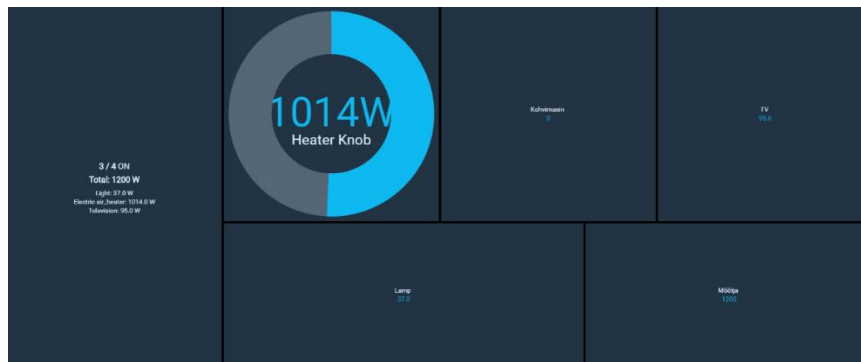 3 / 4 ON
Total: 1200 W
Light: 37.0 W
Electric air_heater: 1014.0 W
Television: 95.0 W
1014W
Heater Knob
Kohvimasin
0
TV
95.0
Lamp
37.0
Mõõtja
1200